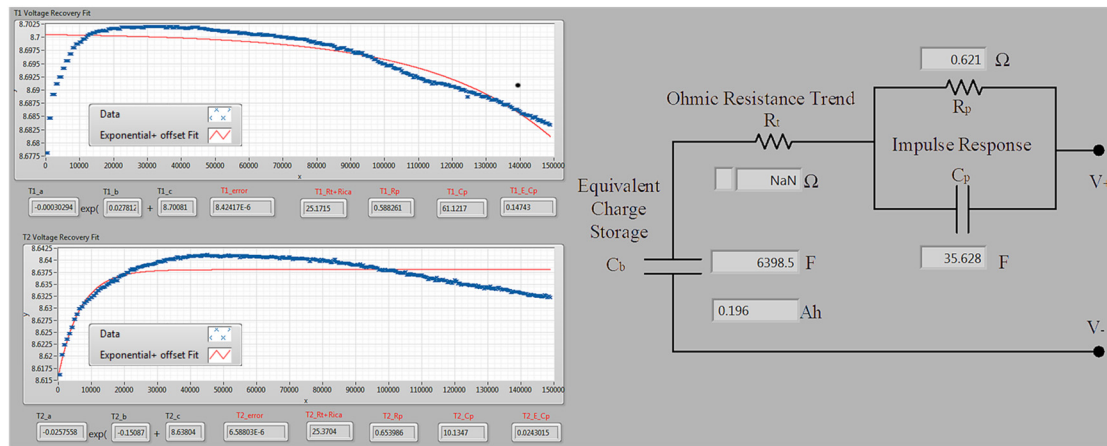 T1 Voltage Recovery Fit
8.7025
8.7
8.6975
8.695
8.6925
8.69
8.6875
8.685
8.6825
8.68
8.6775
y
Data
Exponential+ offset Fit
0 10000 20000 30000 40000 50000 60000 70000 80000 90000 100000 110000 120000 130000 140000 150000
x
T1_a T1_b T1_c T1_error T1_Rt+Rica T1_Rp T1_Cp T1_E_Cp
-0.00030294 exp( 0.027812 + 8.70081 8.42417E-6 25.1715 0.588261 61.1217 0.14743
T2 Voltage Recovery Fit
8.6425
8.64
8.6375
8.635
8.6325
8.63
8.6275
8.625
8.6225
8.62
8.6175
8.615
y
Data
Exponential+ offset Fit
0 10000 20000 30000 40000 50000 60000 70000 80000 90000 100000 110000 120000 130000 140000 150000
x
T2_a T2_b T2_c T2_error T2_Rt+Rica T2_Rp T2_Cp T2_E_Cp
-0.0257558 exp( -0.15087 + 8.63804 6.58803E-6 25.3704 0.653986 10.1347 0.0243015
0.621 Ω
Rp
Ohmic Resistance Trend
Rt
Impulse Response
Cp
NaN Ω
V+
Equivalent
Charge
Storage
Cb
6398.5 F
35.628 F
0.196 Ah
V-